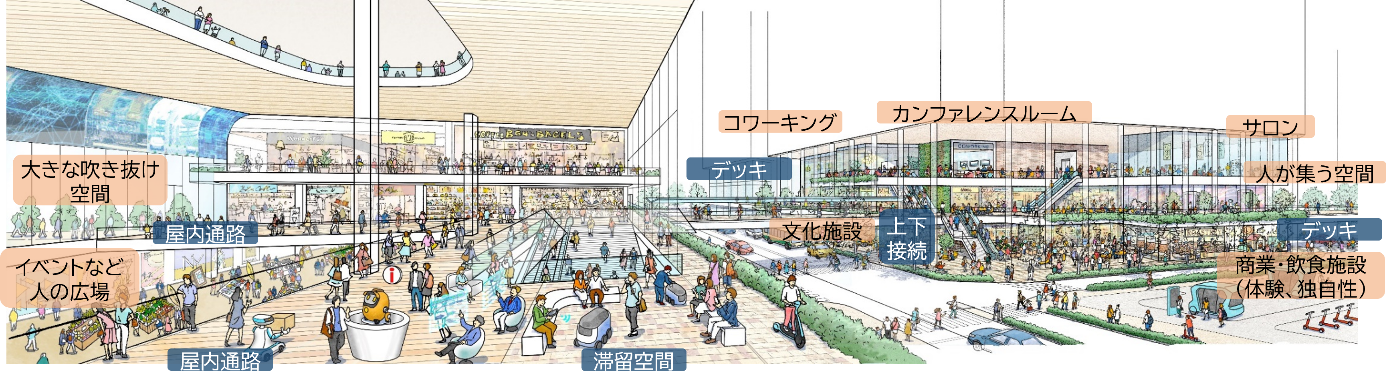 大きな吹き抜け
空間
屋内通路
イベントなど
人の広場
屋内通路
滞留空間
コワーキング
カンファレンスルーム
サロン
デッキ
人が集う空間
文化施設
上下
接続
デッキ
商業・飲食施設
（体験、独自性）